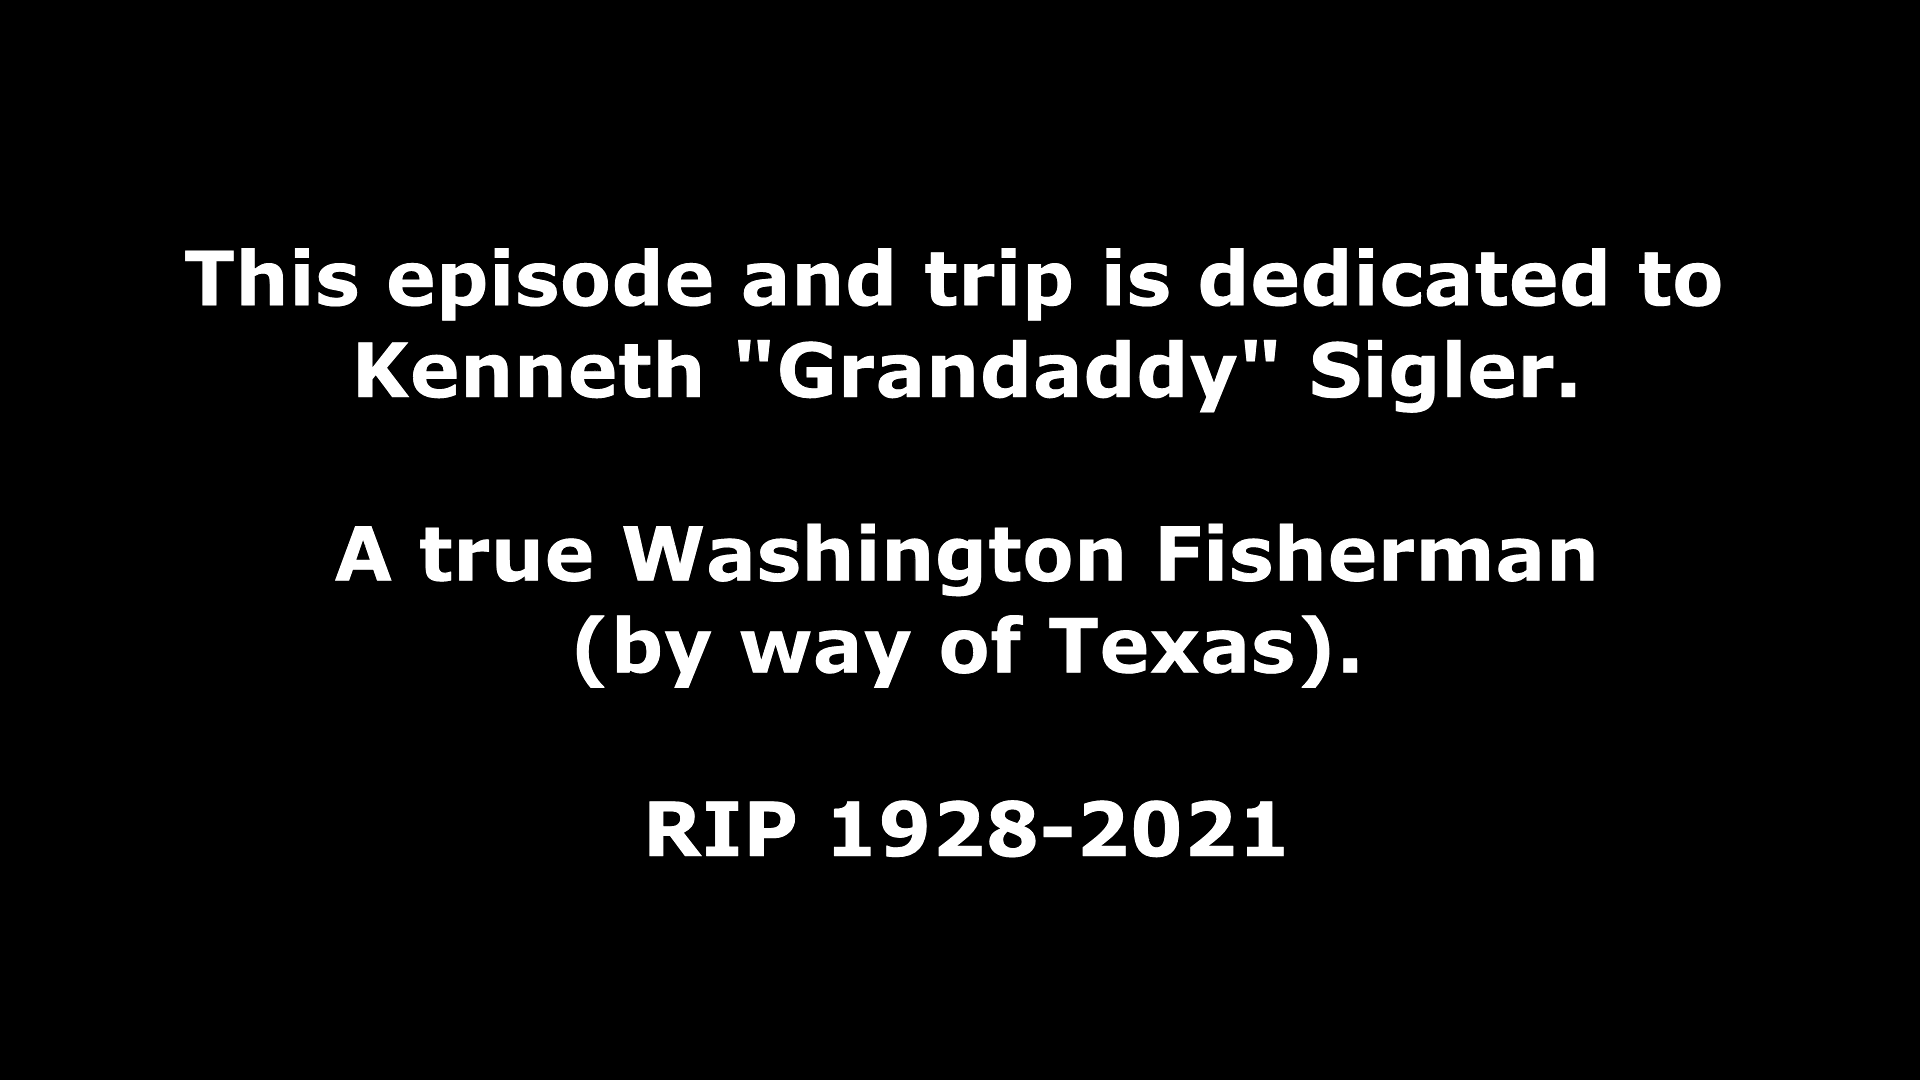 This episode and trip is dedicated to
Kenneth "Grandaddy" Sigler.
A true Washington Fisherman
(by way of Texas).
RIP 1928-2021